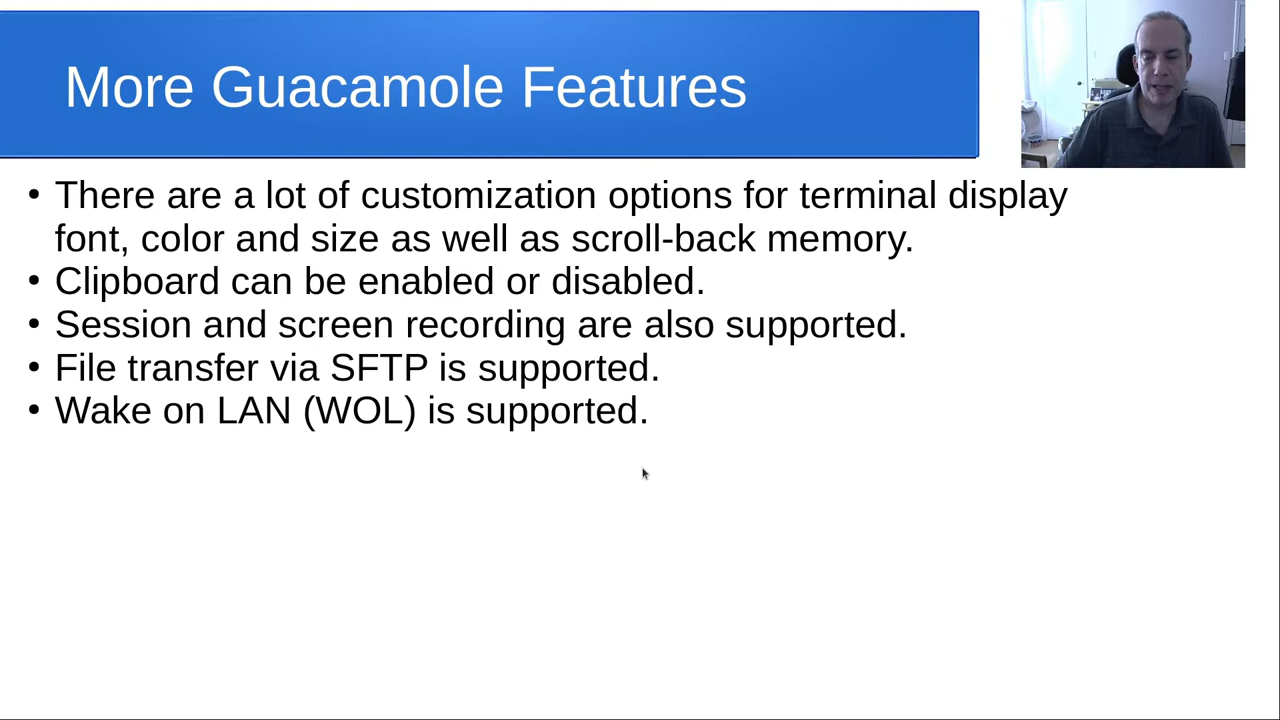 More Guacamole Features
• There are a lot of customization options for terminal display
font, color and size as well as scroll-back memory.
• Clipboard can be enabled or disabled.
• Session and screen recording are also supported.
• File transfer via SFTP is supported.
• Wake on LAN (WOL) is supported.